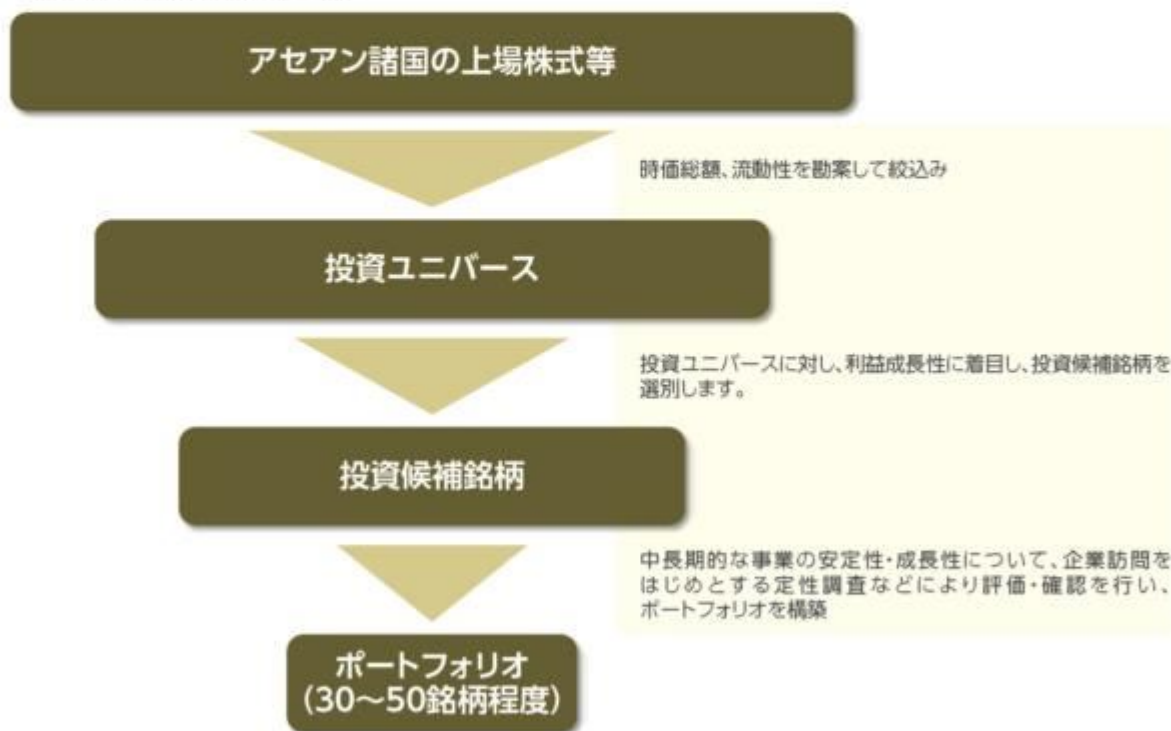 アセアン諸国の上場株式等
時価総額、流動性を勘案して絞込み
投資ユニバース
投資ユニバースに対し、利益成長性に着目し、投資候補銘柄を
選別します。
投資候補銘柄
中長期的な事業の安定性・成長性について、企業訪問を
はじめとする定性調査などにより評価・確認を行い、
ポートフォリオを構築
ポートフォリオ
(30～50銘柄程度)